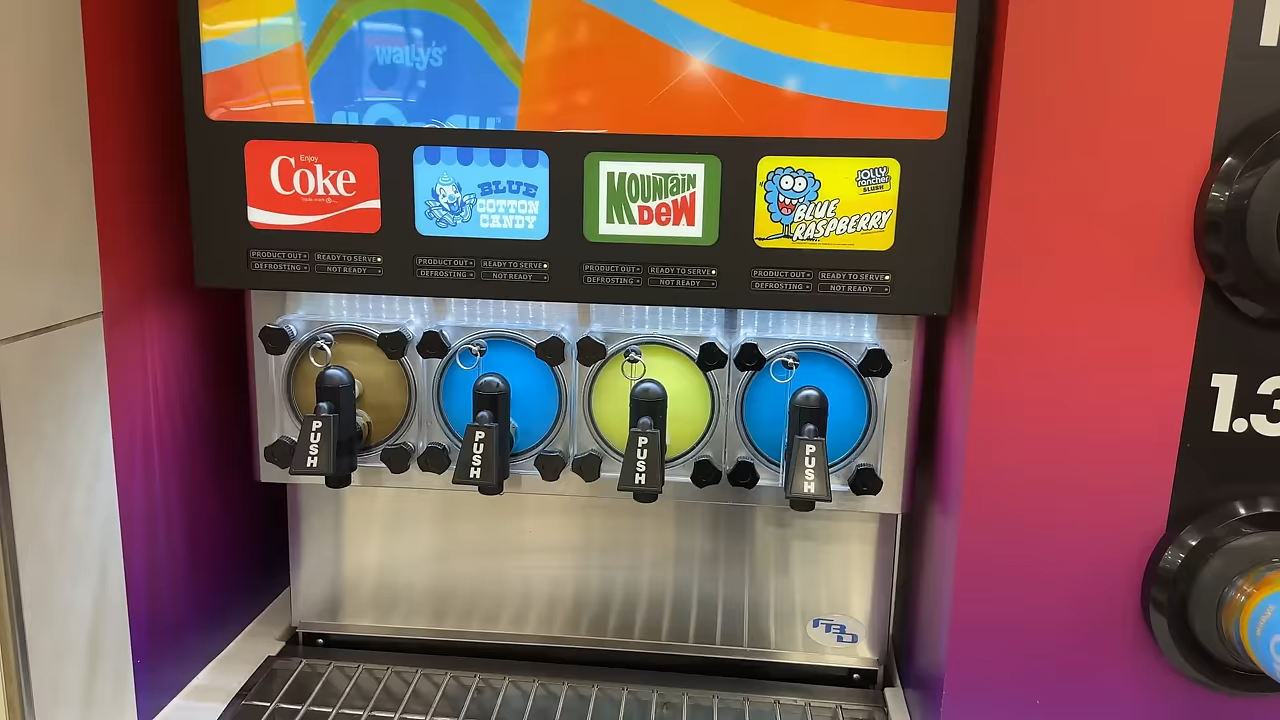 wally's
Enjoy
Coke
Trade-mark ®
BLUE
COTTON
CANDY
MOUNTAIN
DEW
JOLLY
rancher
SLUSH
BLUE
RASPBERRY
PRODUCT OUT READY TO SERVE
DEFROSTING NOT READY
PRODUCT OUT READY TO SERVE
DEFROSTING NOT READY
PRODUCT OUT READY TO SERVE
DEFROSTING NOT READY
PRODUCT OUT READY TO SERVE
DEFROSTING NOT READY
1.3
PUSH
PUSH
PUSH
PUSH
FBD